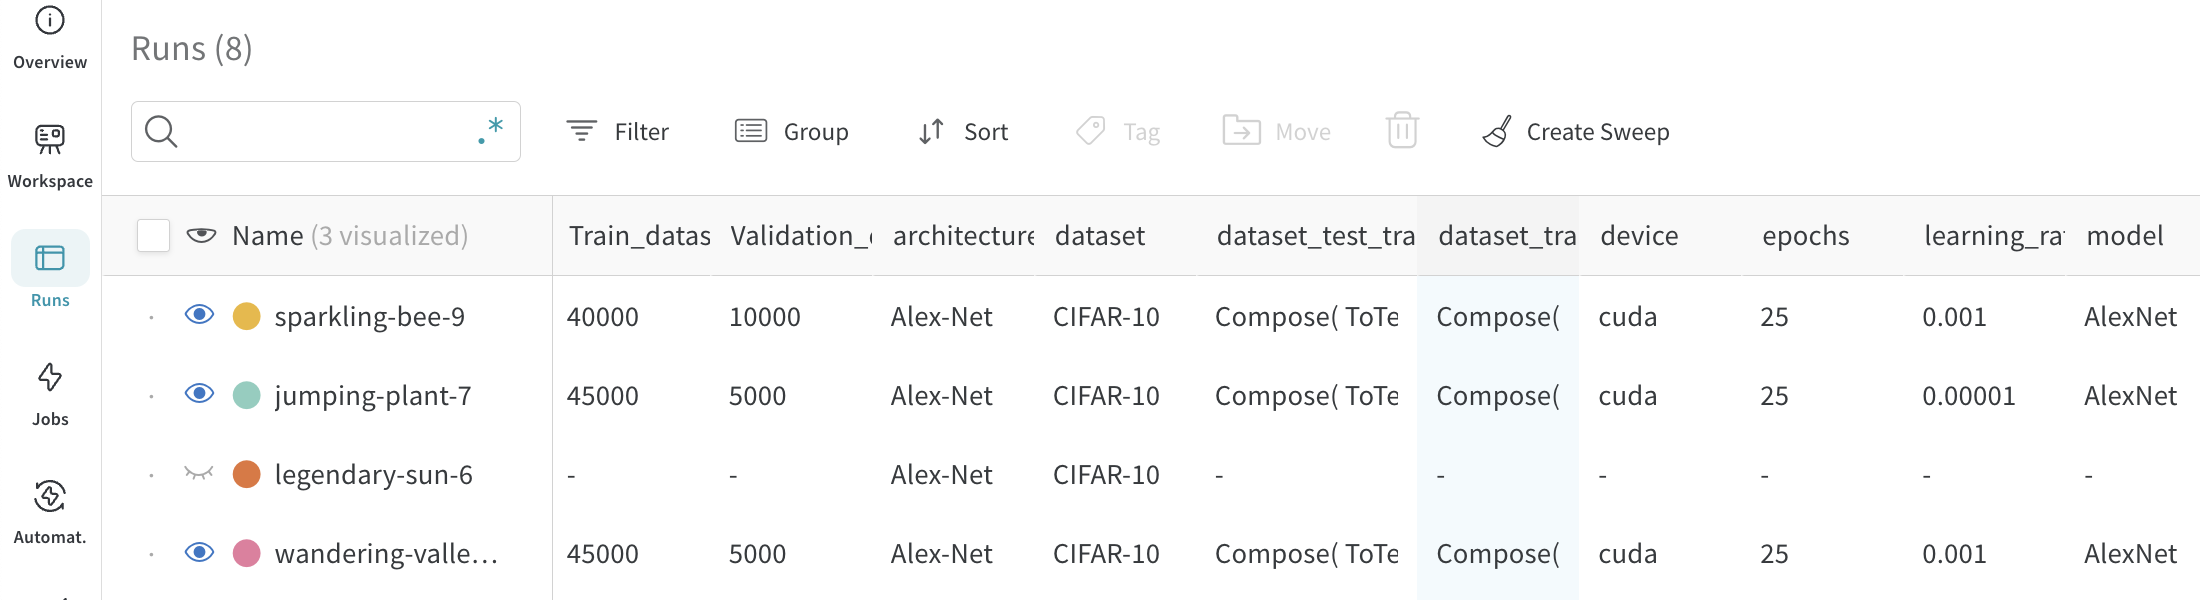 Overview
Workspace
Runs
Jobs
Automat.
Runs (8)
.*
Filter
Group
Sort
Tag
Move
Create Sweep
Name (3 visualized) Train_datas Validation_ architecture dataset dataset_test_tra dataset_tra device epochs learning_ra model
sparkling-bee-9 40000 10000 Alex-Net CIFAR-10 Compose( ToTe Compose( cuda 25 0.001 AlexNet
jumping-plant-7 45000 5000 Alex-Net CIFAR-10 Compose( ToTe Compose( cuda 25 0.00001 AlexNet
legendary-sun-6 - - Alex-Net CIFAR-10 - - - - - -
wandering-valle... 45000 5000 Alex-Net CIFAR-10 Compose( ToTe Compose( cuda 25 0.001 AlexNet